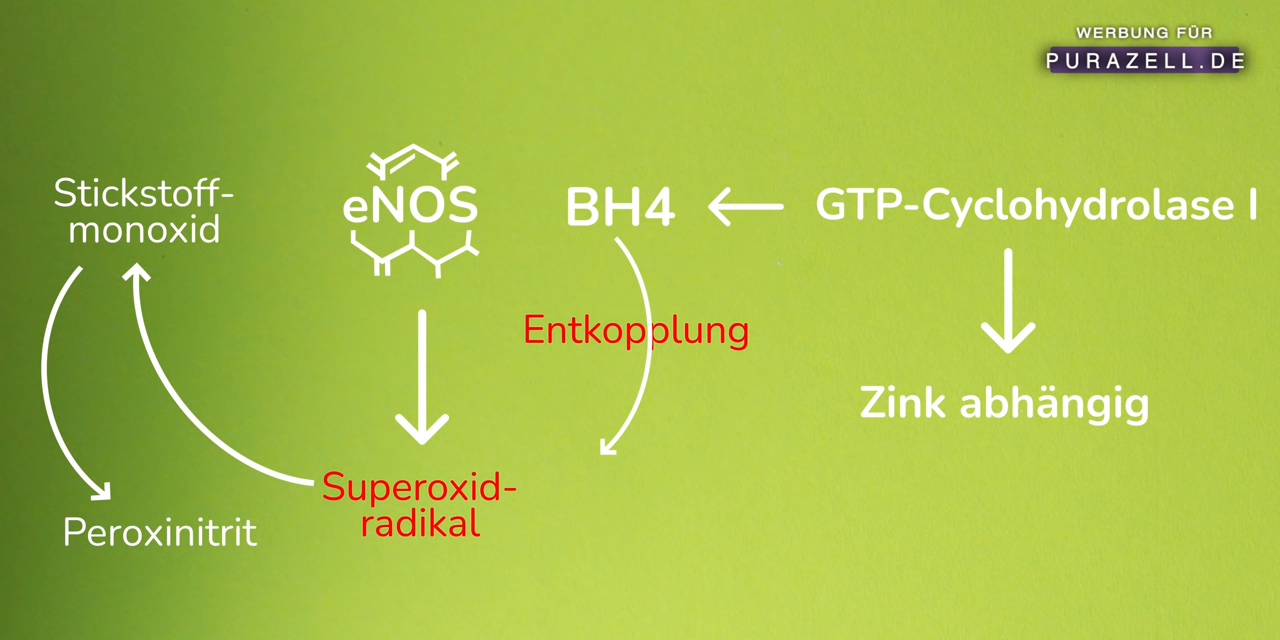 WERBUNG FÜR
PURAZELL.DE
Stickstoff-
monoxid
eNOS
BH4
GTP-Cyclohydrolase I
Entkopplung
Zink abhängig
Superoxid-
radikal
Peroxinitrit